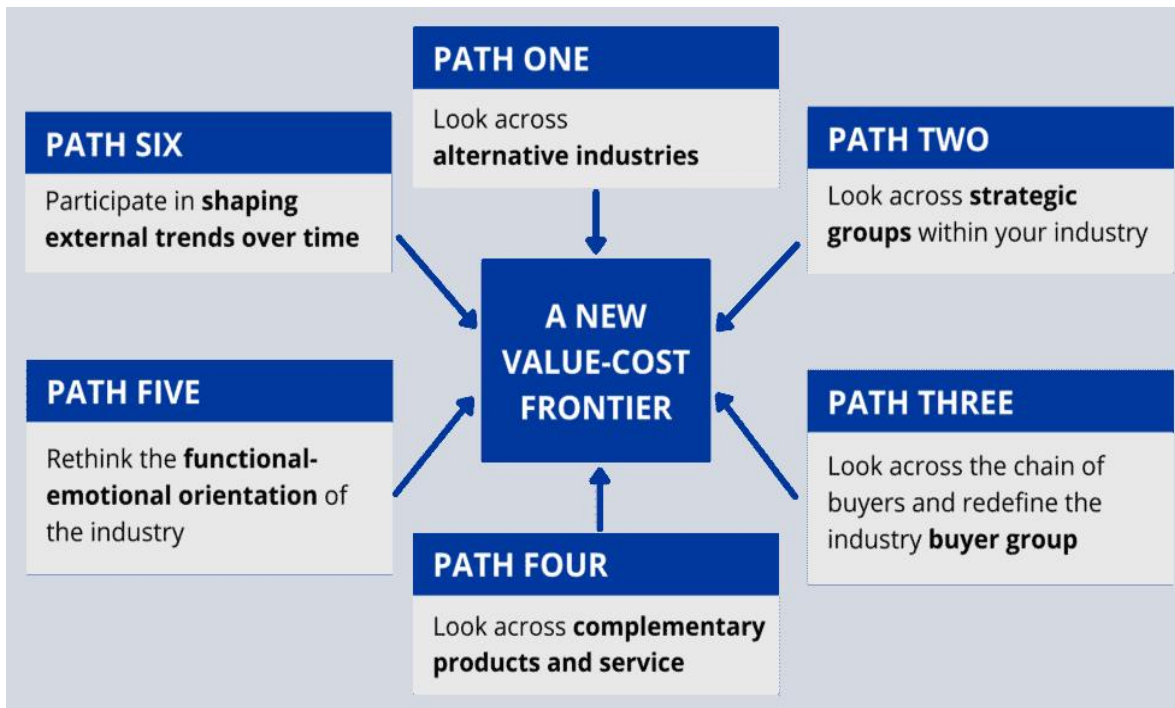 PATH ONE
Look across
alternative industries
PATH TWO
Look across strategic
groups within your industry
PATH THREE
Look across the chain of
buyers and redefine the
industry buyer group
PATH FOUR
Look across complementary
products and service
PATH FIVE
Rethink the functional-
emotional orientation of
the industry
PATH SIX
Participate in shaping
external trends over time
A NEW
VALUE-COST
FRONTIER